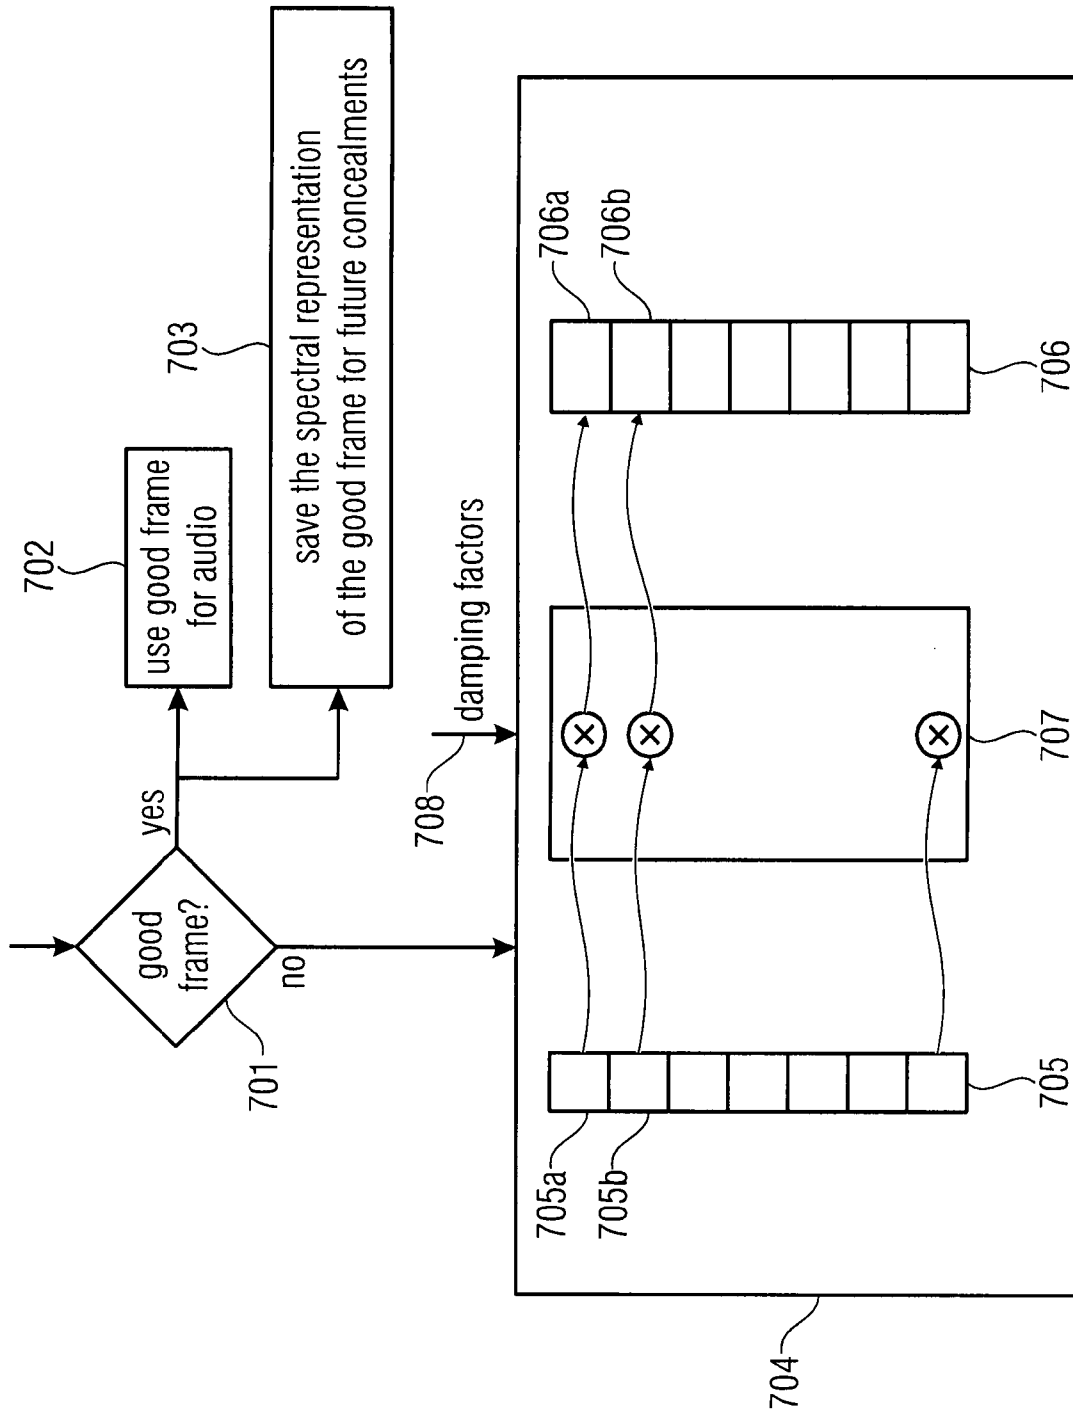 good
frame?
701
yes
no
use good frame
for audio
702
save the spectral representation
of the good frame for future concealments
703
damping factors
708
704
705a
705b
705
707
706a
706b
706